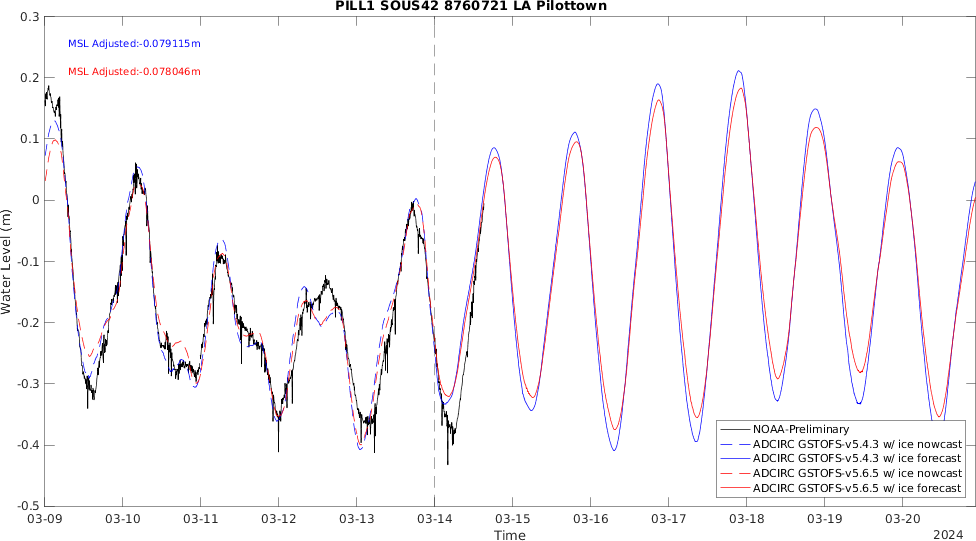 PILL1 SOUS42 8760721 LA Pilottown
MSL Adjusted:-0.079115m
MSL Adjusted:-0.078046m
Water Level (m)
0.3
0.2
0.1
0
-0.1
-0.2
-0.3
-0.4
-0.5
NOAA-Preliminary
ADCIRC GSTOFS-v5.4.3 w/ ice nowcast
ADCIRC GSTOFS-v5.4.3 w/ ice forecast
ADCIRC GSTOFS-v5.6.5 w/ ice nowcast
ADCIRC GSTOFS-v5.6.5 w/ ice forecast
03-09 03-10 03-11 03-12 03-13 03-14 03-15 03-16 03-17 03-18 03-19 03-20
Time
2024